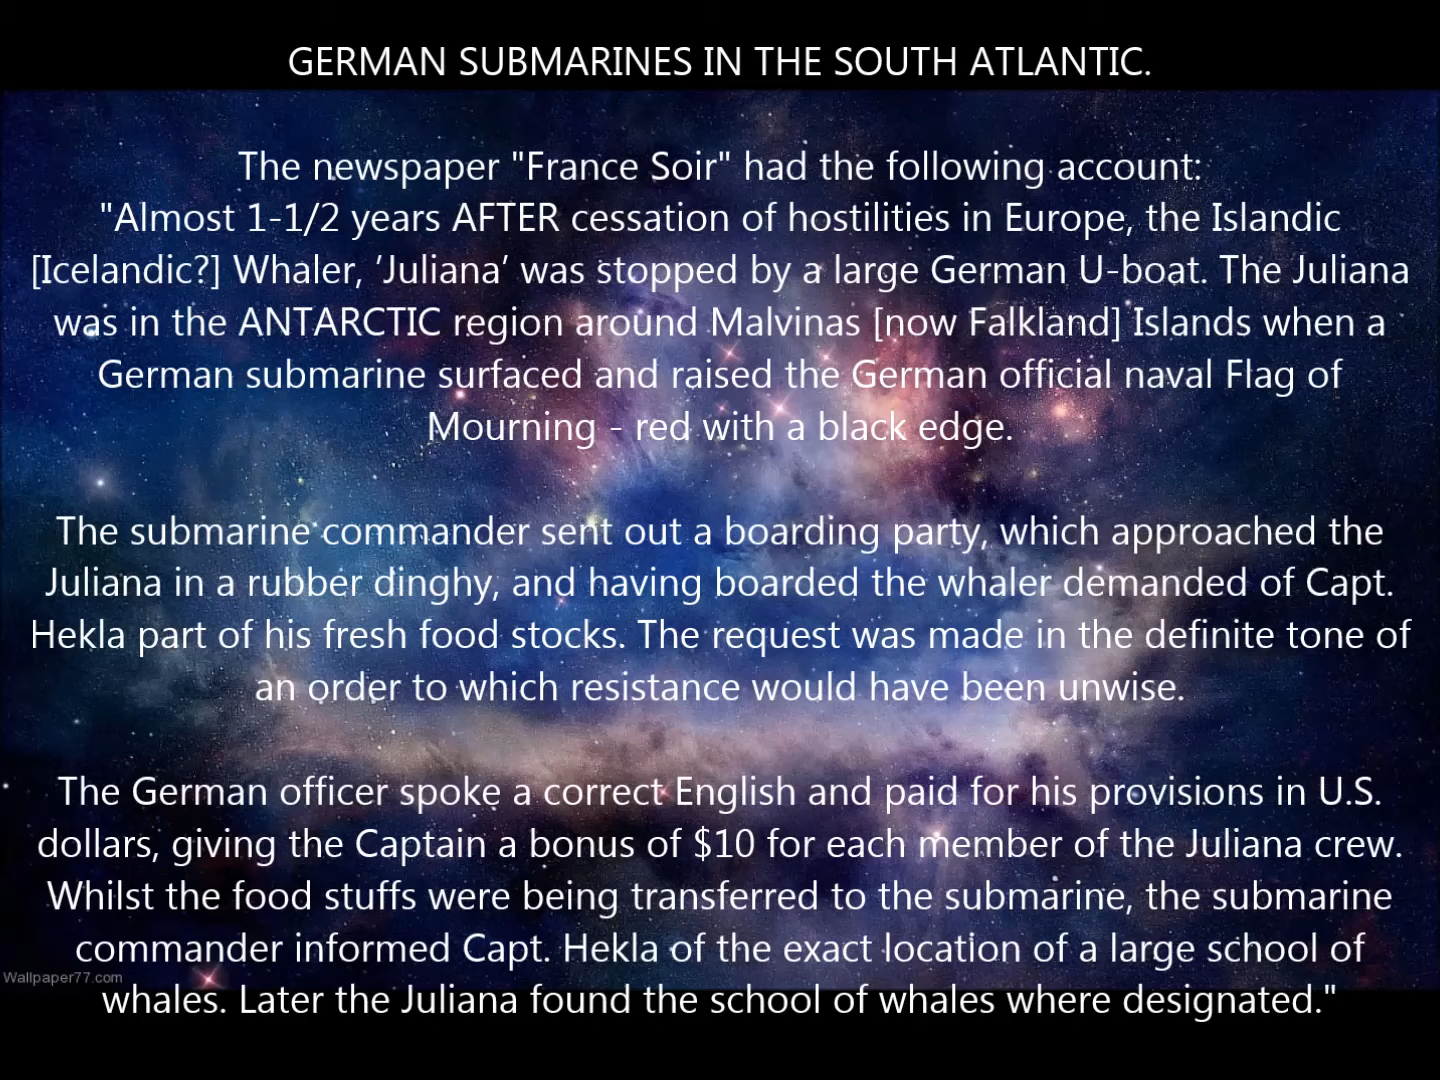 GERMAN SUBMARINES IN THE SOUTH ATLANTIC.
The newspaper "France Soir" had the following account:
"Almost 1-1/2 years AFTER cessation of hostilities in Europe, the Islandic
[Icelandic?] Whaler, ‘Juliana’ was stopped by a large German U-boat. The Juliana
was in the ANTARCTIC region around Malvinas [now Falkland] Islands when a
German submarine surfaced and raised the German official naval Flag of
Mourning - red with a black edge.
The submarine commander sent out a boarding party, which approached the
Juliana in a rubber dinghy, and having boarded the whaler demanded of Capt.
Hekla part of his fresh food stocks. The request was made in the definite tone of
an order to which resistance would have been unwise.
The German officer spoke a correct English and paid for his provisions in U.S.
dollars, giving the Captain a bonus of $10 for each member of the Juliana crew.
Whilst the food stuffs were being transferred to the submarine, the submarine
commander informed Capt. Hekla of the exact location of a large school of
Wallpaper77.com
whales. Later the Juliana found the school of whales where designated."